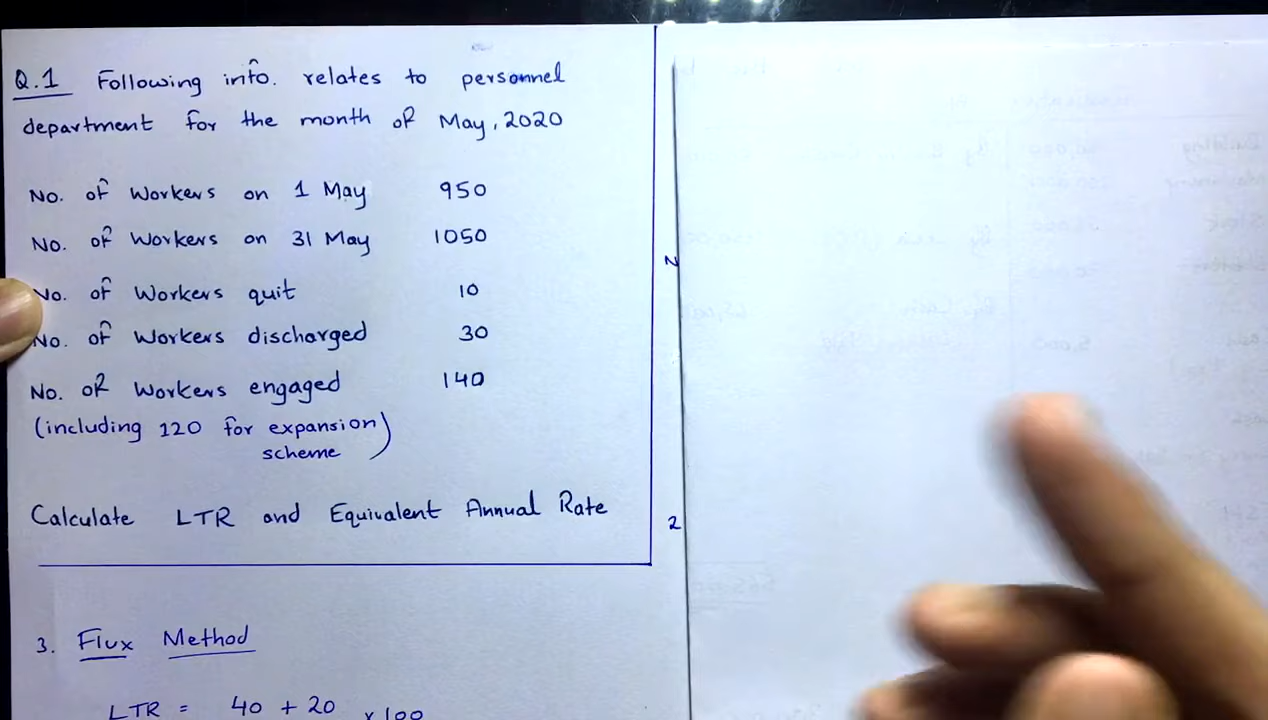 Q.1 Following info. relates to personnel
department for the month of May, 2020
No. of Workers on 1 May 950
No. of Workers on 31 May 1050
No. of Workers quit 10
No. of Workers discharged 30
No. of Workers engaged 140
(including 120 for expansion
scheme)
Calculate LTR and Equivalent Annual Rate
3. Flux Method
LTR = 40 + 20 x 100
2